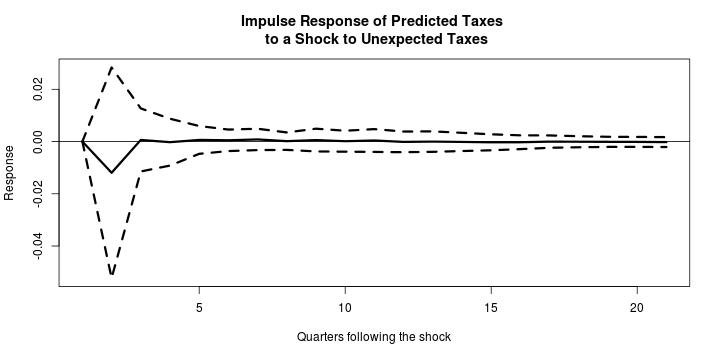 Impulse Response of Predicted Taxes
to a Shock to Unexpected Taxes
Response
0.02
0.00
-0.02
-0.04
5
10
15
20
Quarters following the shock